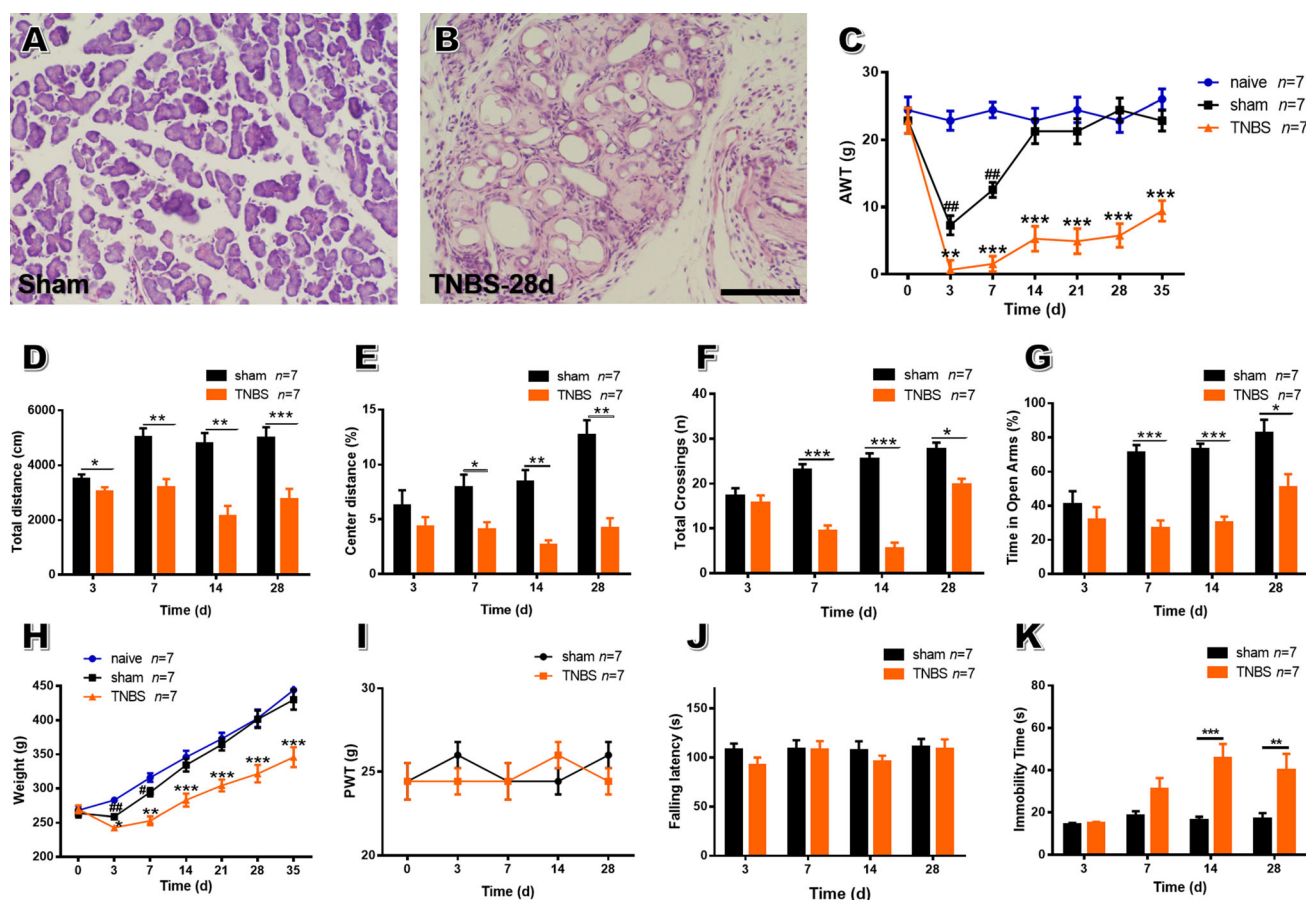 A
Sham
B
TNBS-28d
C
naive n=7
sham n=7
TNBS n=7
AWT (g)
30
20
10
0
##
##
**
***
***
***
***
***
0 3 7 14 21 28 35
Time (d)
D
sham n=7
TNBS n=7
Total distance (cm)
6000
4000
2000
0
*
**
**
***
3 7 14 28
Time (d)
E
sham n=7
TNBS n=7
Center distance (%)
15
10
5
0
*
**
**
3 7 14 28
Time (d)
F
sham n=7
TNBS n=7
Total Crossings (n)
40
30
20
10
0
***
***
*
3 7 14 28
Time (d)
G
sham n=7
TNBS n=7
Time in Open Arms (%)
100
80
60
40
20
0
***
***
*
3 7 14 28
Time (d)
H
naive n=7
sham n=7
TNBS n=7
Weight (g)
450
400
350
300
250
200
##
*
#
**
***
***
***
***
0 3 7 14 21 28 35
Time (d)
I
sham n=7
TNBS n=7
PWT (g)
30
25
20
0 3 7 14 28
Time (d)
J
sham n=7
TNBS n=7
Falling latency (s)
200
150
100
50
0
3 7 14 28
Time (d)
K
sham n=7
TNBS n=7
Immobility Time (s)
80
60
40
20
0
***
**
3 7 14 28
Time (d)